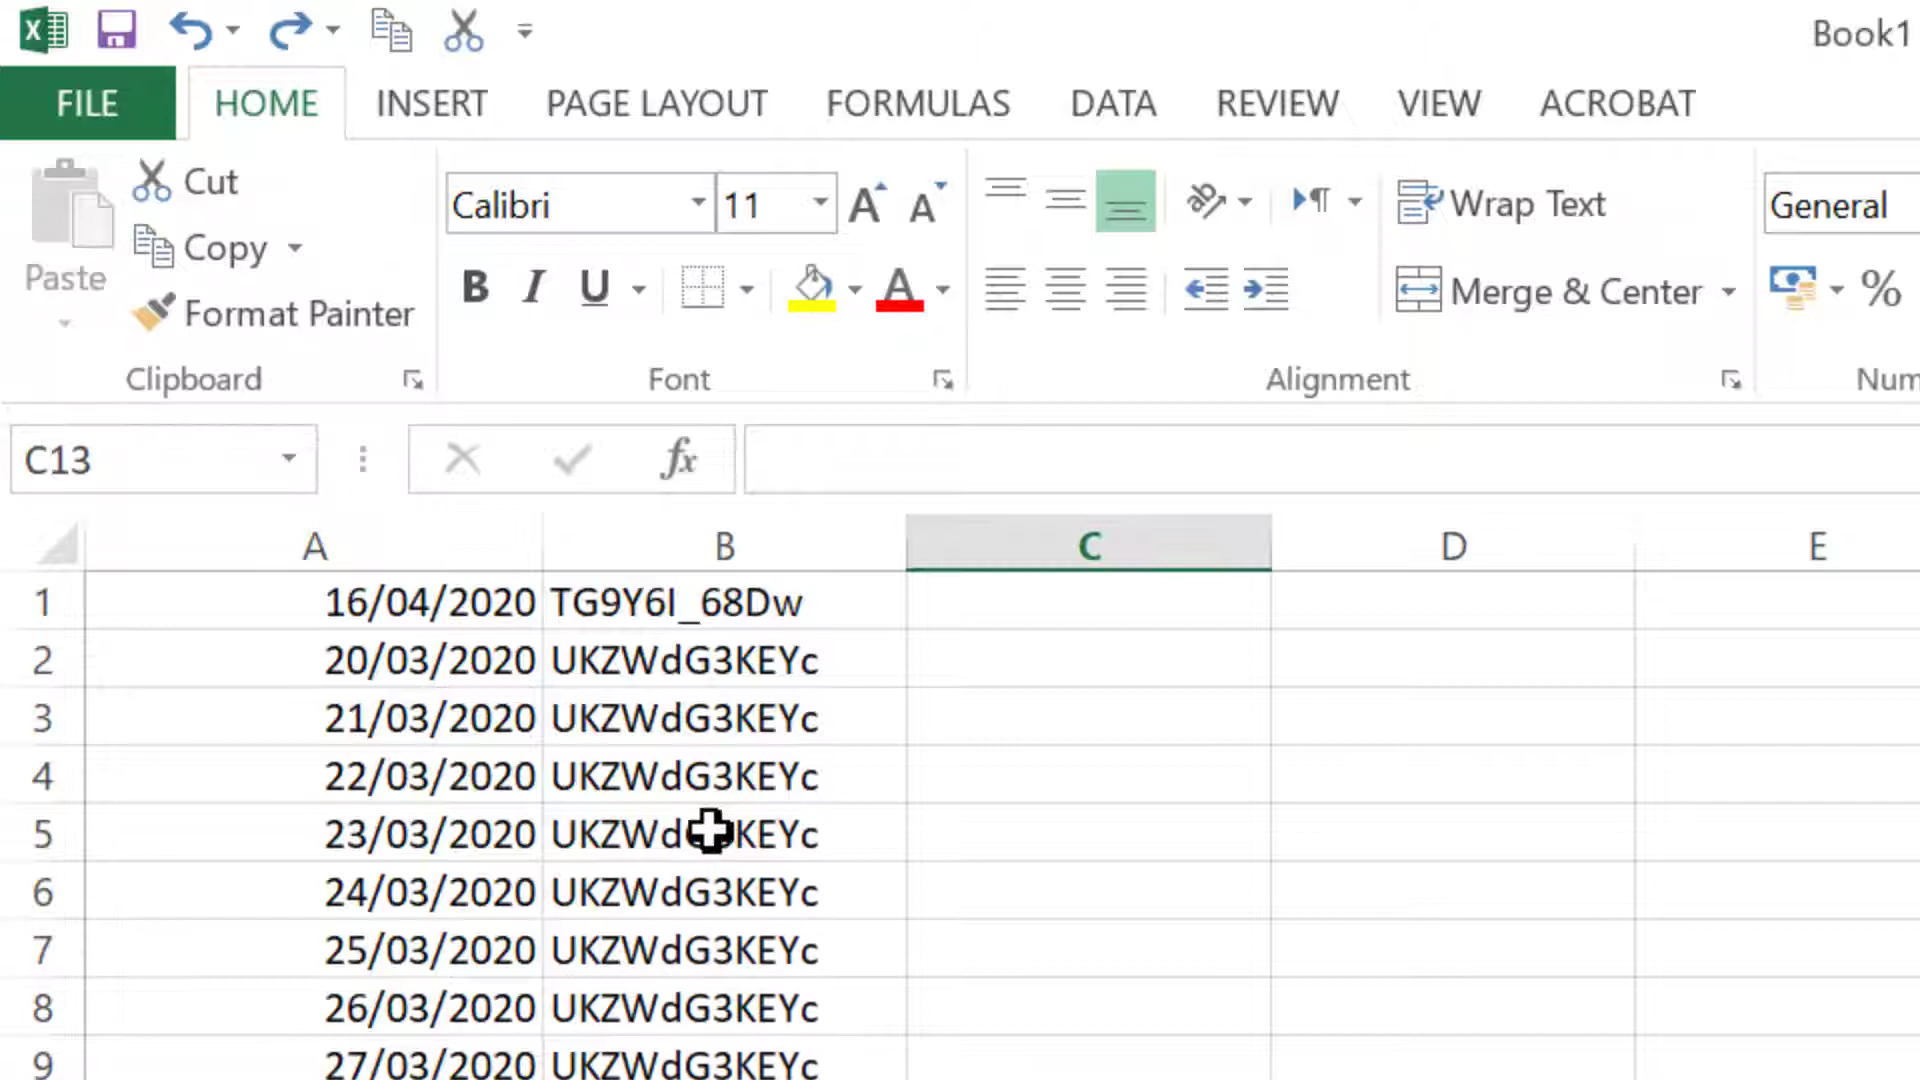 Book1
FILE HOME INSERT PAGE LAYOUT FORMULAS DATA REVIEW VIEW ACROBAT
Cut
Copy
Paste
Format Painter
Clipboard
Calibri 11
B I U A
Font
Wrap Text
Merge & Center
Alignment
General
%
Num
C13 fx
A B C D E
1 16/04/2020 TG9Y6I_68Dw
2 20/03/2020 UKZWdG3KEYc
3 21/03/2020 UKZWdG3KEYc
4 22/03/2020 UKZWdG3KEYc
5 23/03/2020 UKZWd KEYc
6 24/03/2020 UKZWdG3KEYc
7 25/03/2020 UKZWdG3KEYc
8 26/03/2020 UKZWdG3KEYc
9 27/03/2020 UKZWdG3KEYc